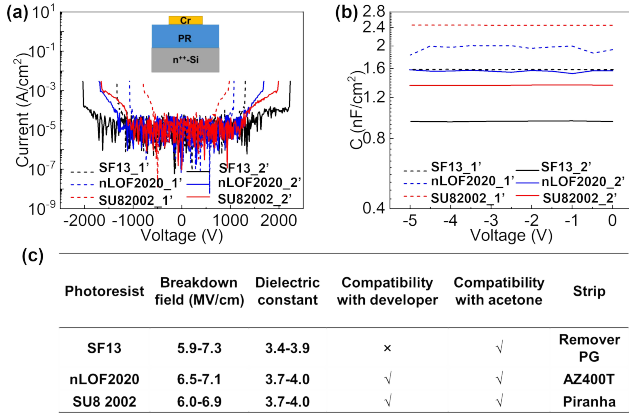 (a)
Current (A/cm²)
10¹
10⁻¹
10⁻³
10⁻⁵
10⁻⁷
10⁻⁹
Cr
PR
n⁺⁺-Si
SF13_1’ SF13_2’
nLOF2020_1’ nLOF2020_2’
SU82002_1’ SU82002_2’
-2000 -1000 0 1000 2000
Voltage (V)
(b)
C (nF/cm²)
2.8
2.4
2
1.6
1.2
0.8
0.4
SF13_1’ SF13_2’
nLOF2020_1’ nLOF2020_2’
SU82002_1’ SU82002_2’
-5 -4 -3 -2 -1 0
Voltage (V)
(c)
Photoresist Breakdown field (MV/cm) Dielectric constant Compatibility with developer Compatibility with acetone Strip
SF13 5.9-7.3 3.4-3.9 × √ Remover PG
nLOF2020 6.5-7.1 3.7-4.0 √ √ AZ400T
SU8 2002 6.0-6.9 3.7-4.0 √ √ Piranha